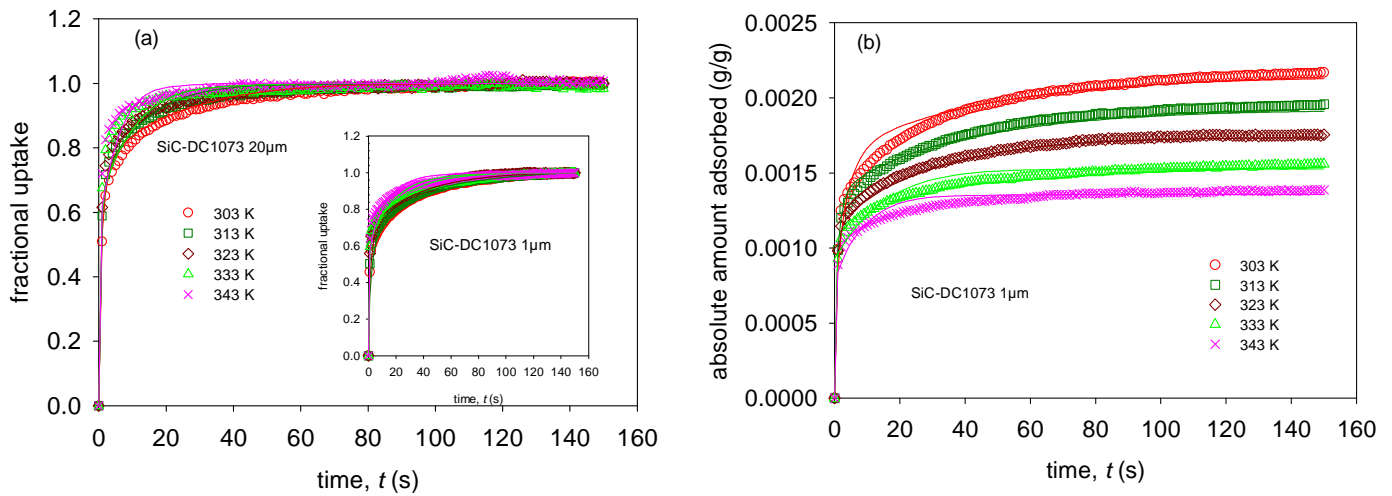 (a)
fractional uptake
1.2
1.0
0.8
0.6
0.4
0.2
0.0
SiC-DC1073 20µm
303 K
313 K
323 K
333 K
343 K
0 20 40 60 80 100 120 140 160
time, t (s)
fractional uptake
1.2
1.0
0.8
0.6
0.4
0.2
0.0
SiC-DC1073 1µm
0 20 40 60 80 100 120 140 160
time, t (s)
(b)
absolute amount adsorbed (g/g)
0.0025
0.0020
0.0015
0.0010
0.0005
0.0000
SiC-DC1073 1µm
303 K
313 K
323 K
333 K
343 K
0 20 40 60 80 100 120 140 160
time, t (s)